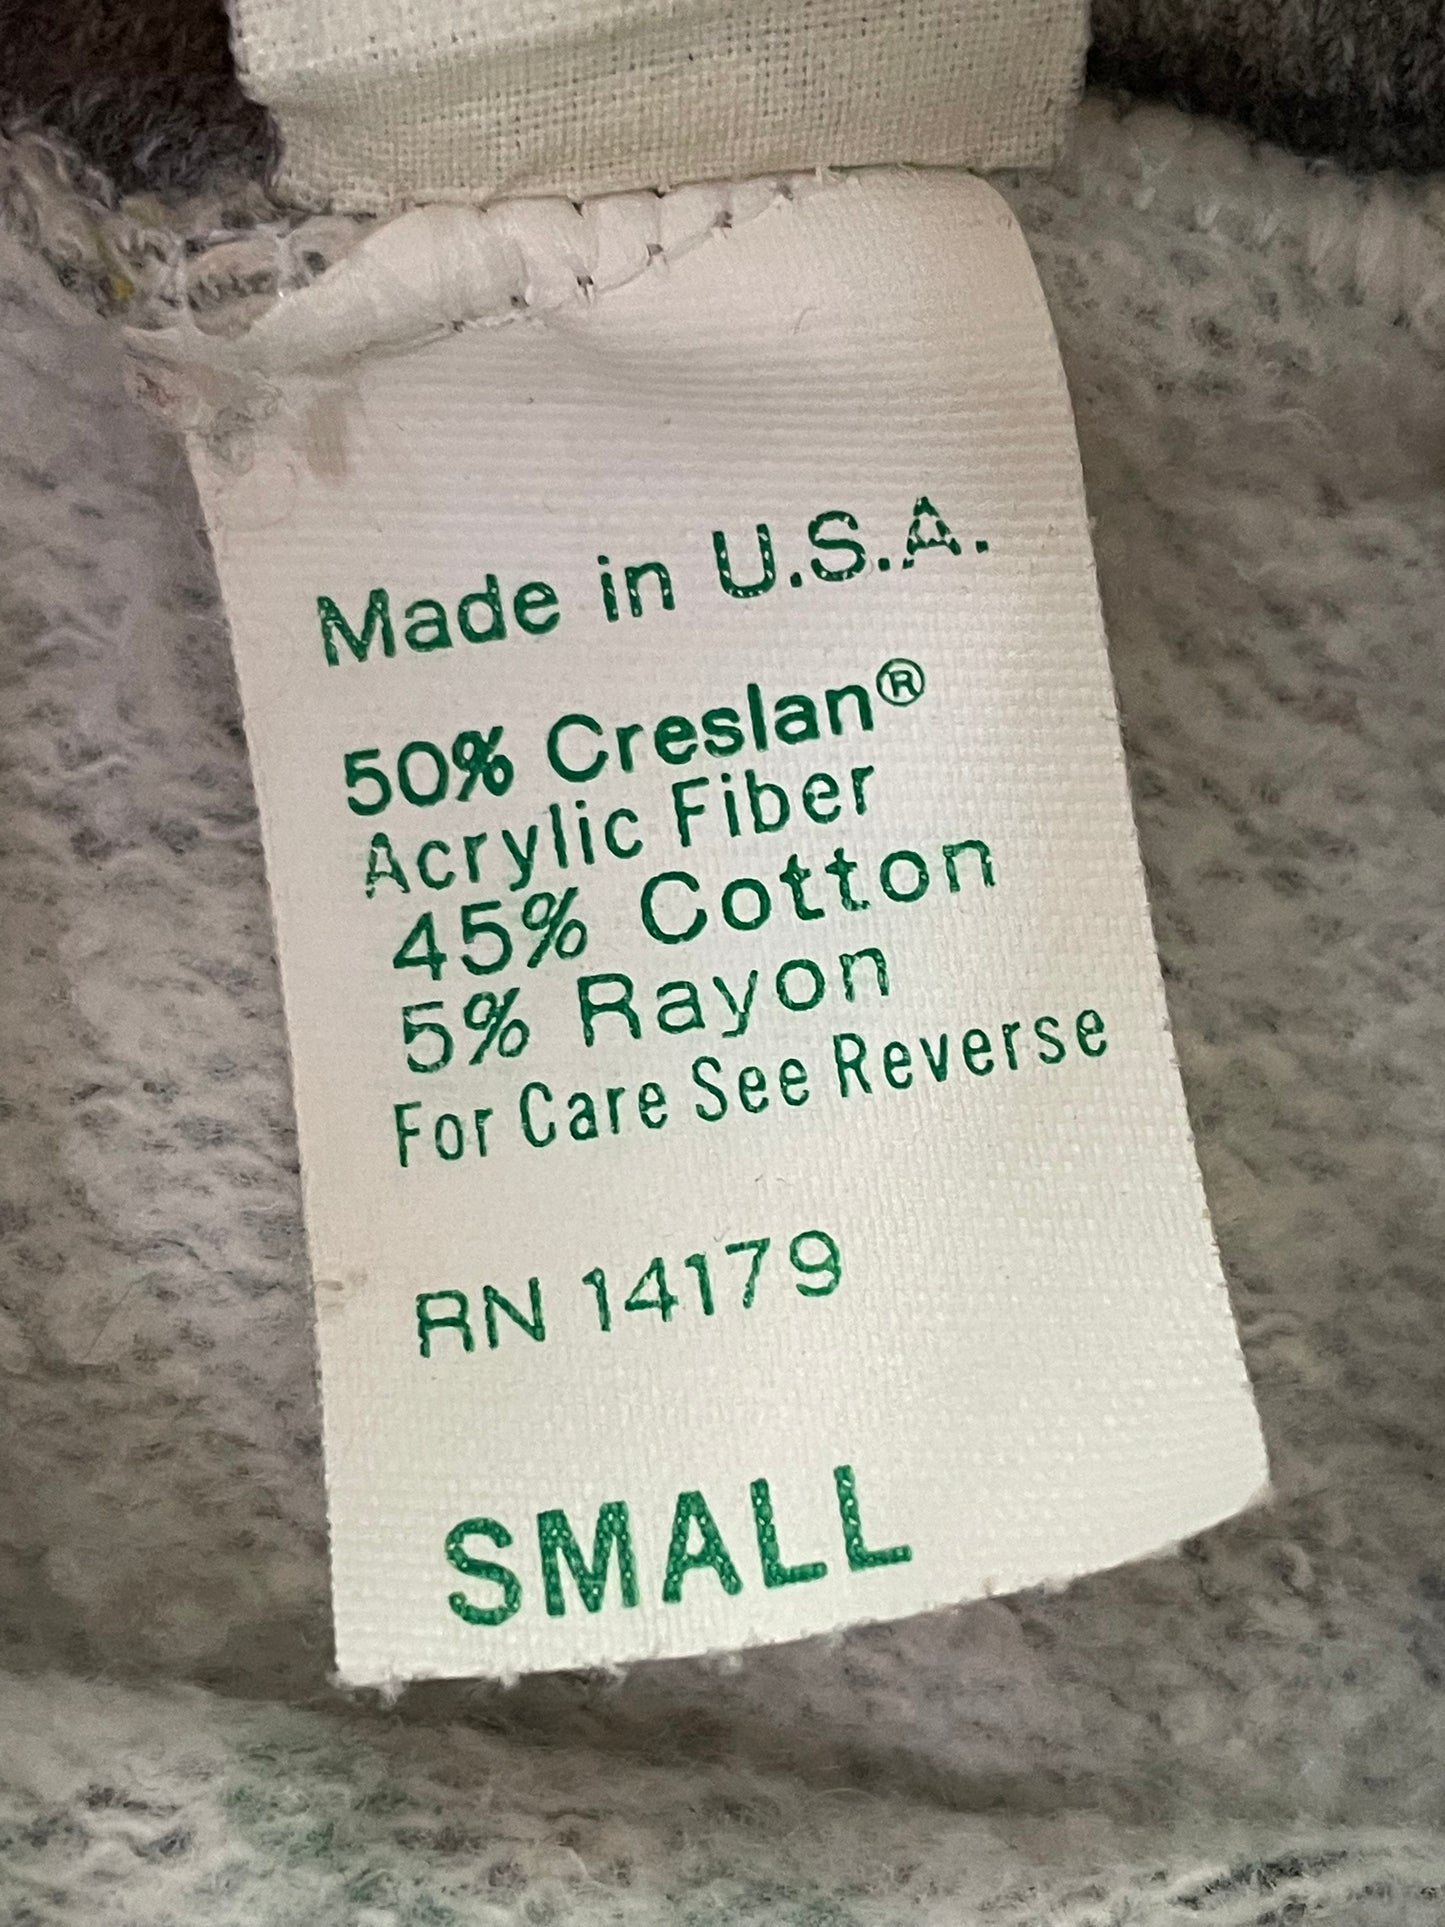 Made in U.S.A.
50% Creslan®
Acrylic Fiber
45% Cotton
5% Rayon
For Care See Reverse
RN 14179
SMALL